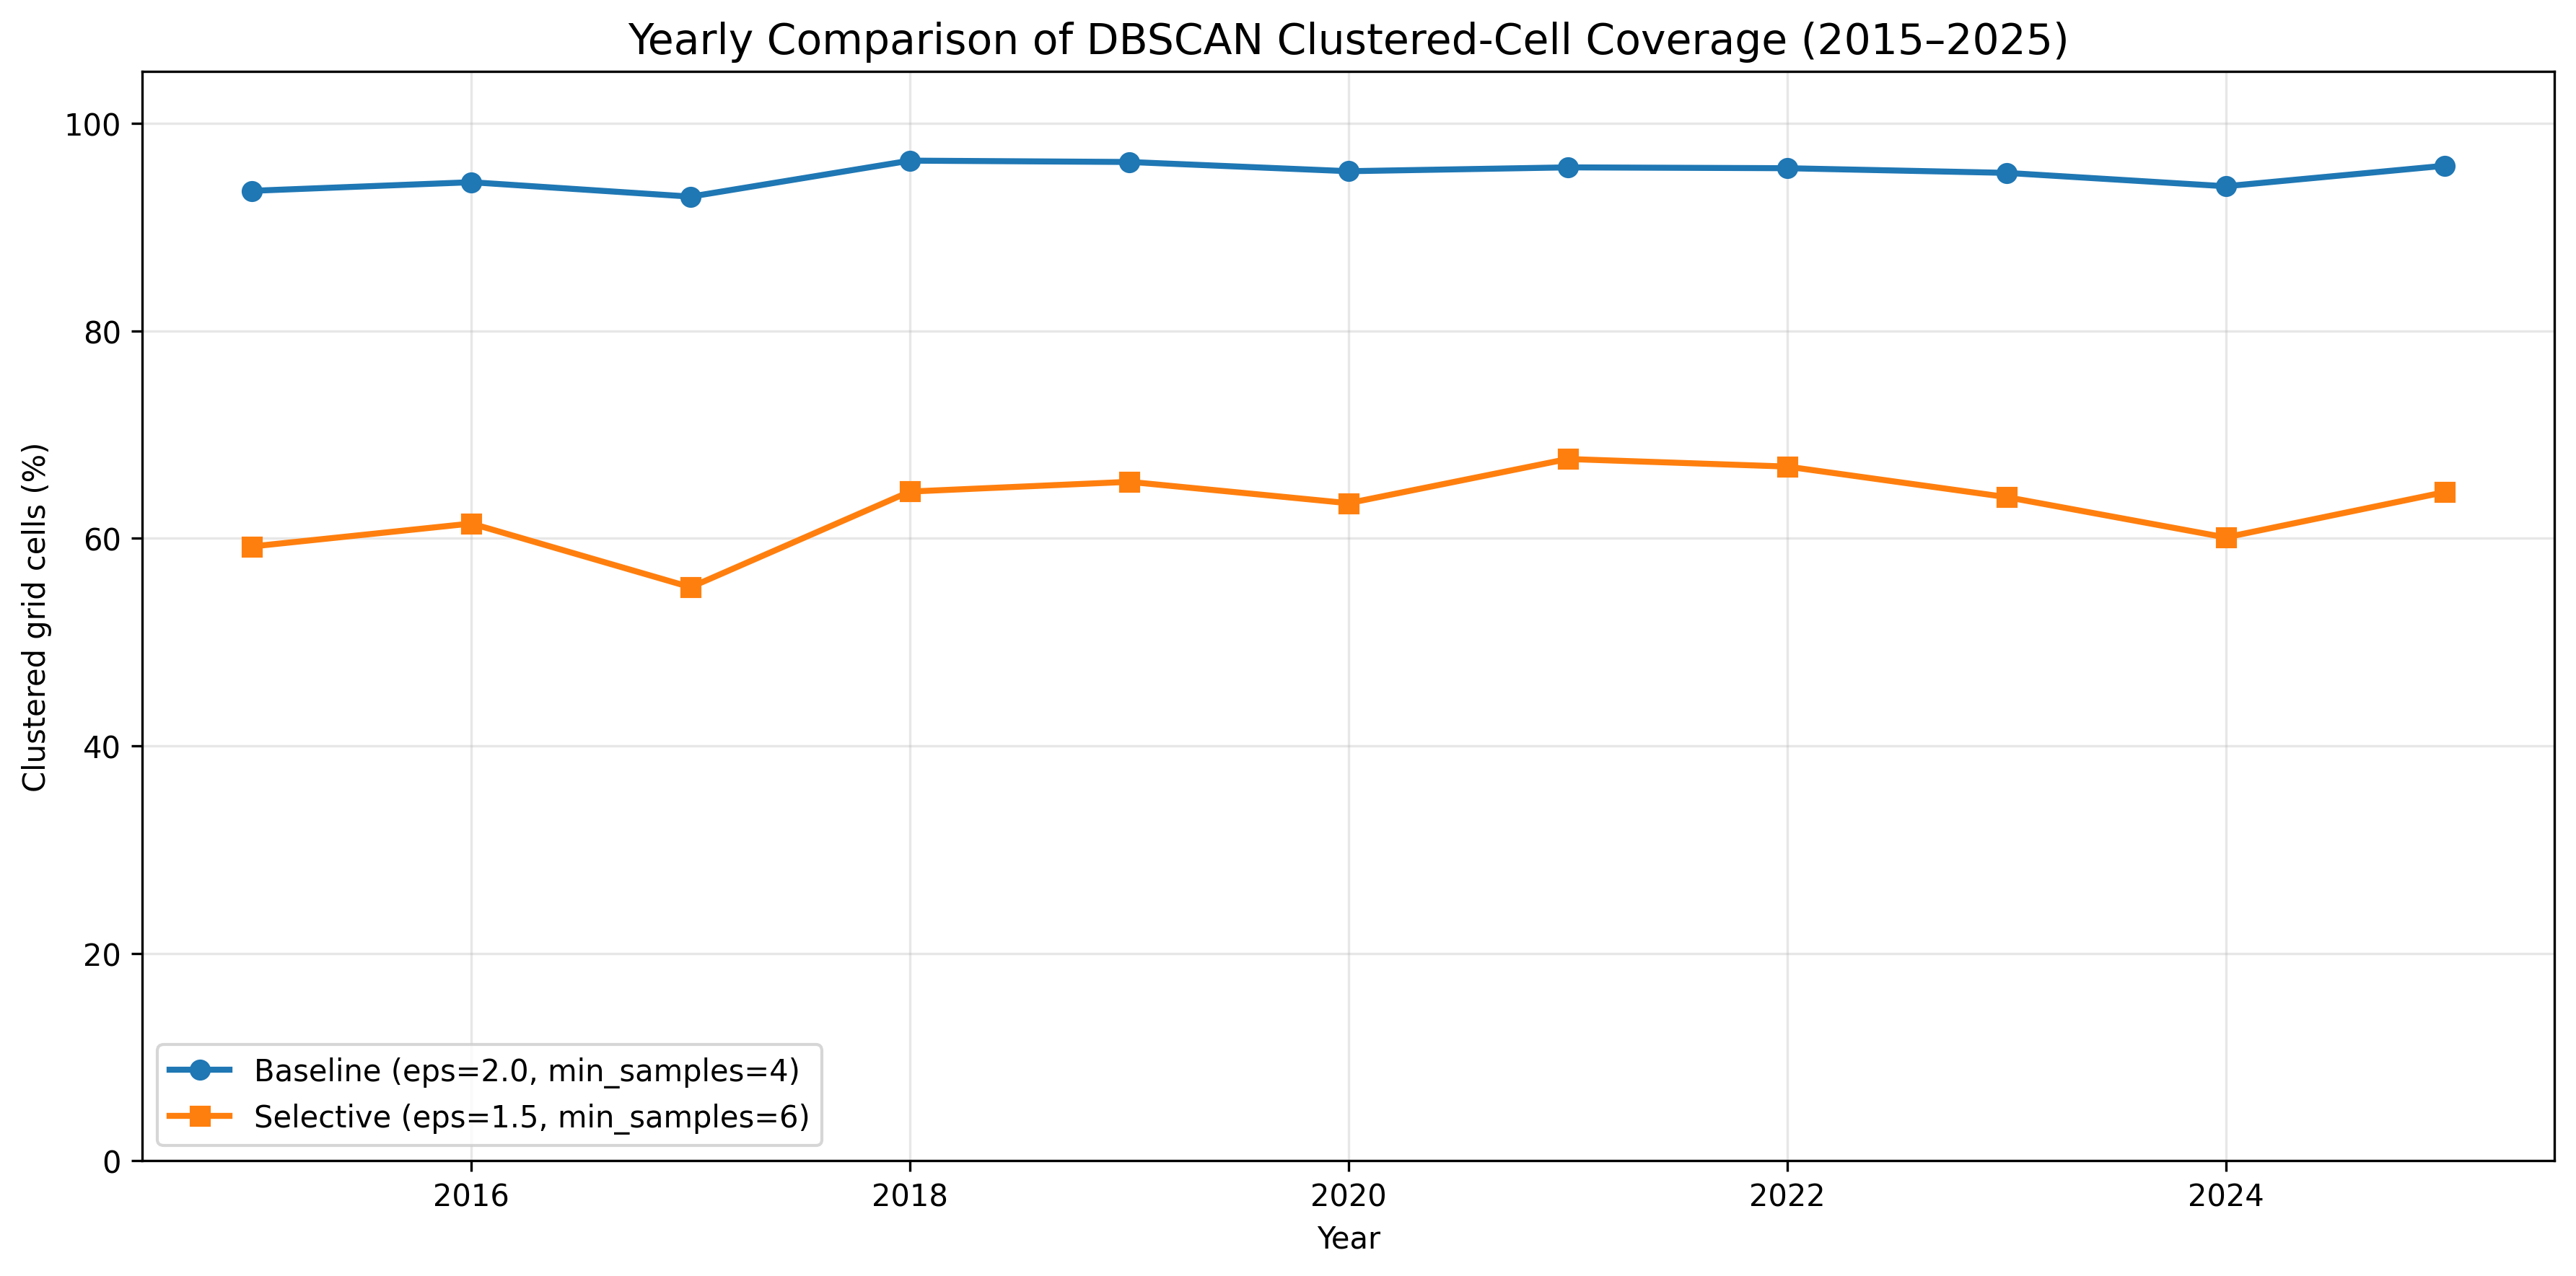 Yearly Comparison of DBSCAN Clustered-Cell Coverage (2015–2025)
Clustered grid cells (%)
100
80
60
40
20
0
Baseline (eps=2.0, min_samples=4)
Selective (eps=1.5, min_samples=6)
2016 2018 2020 2022 2024
Year